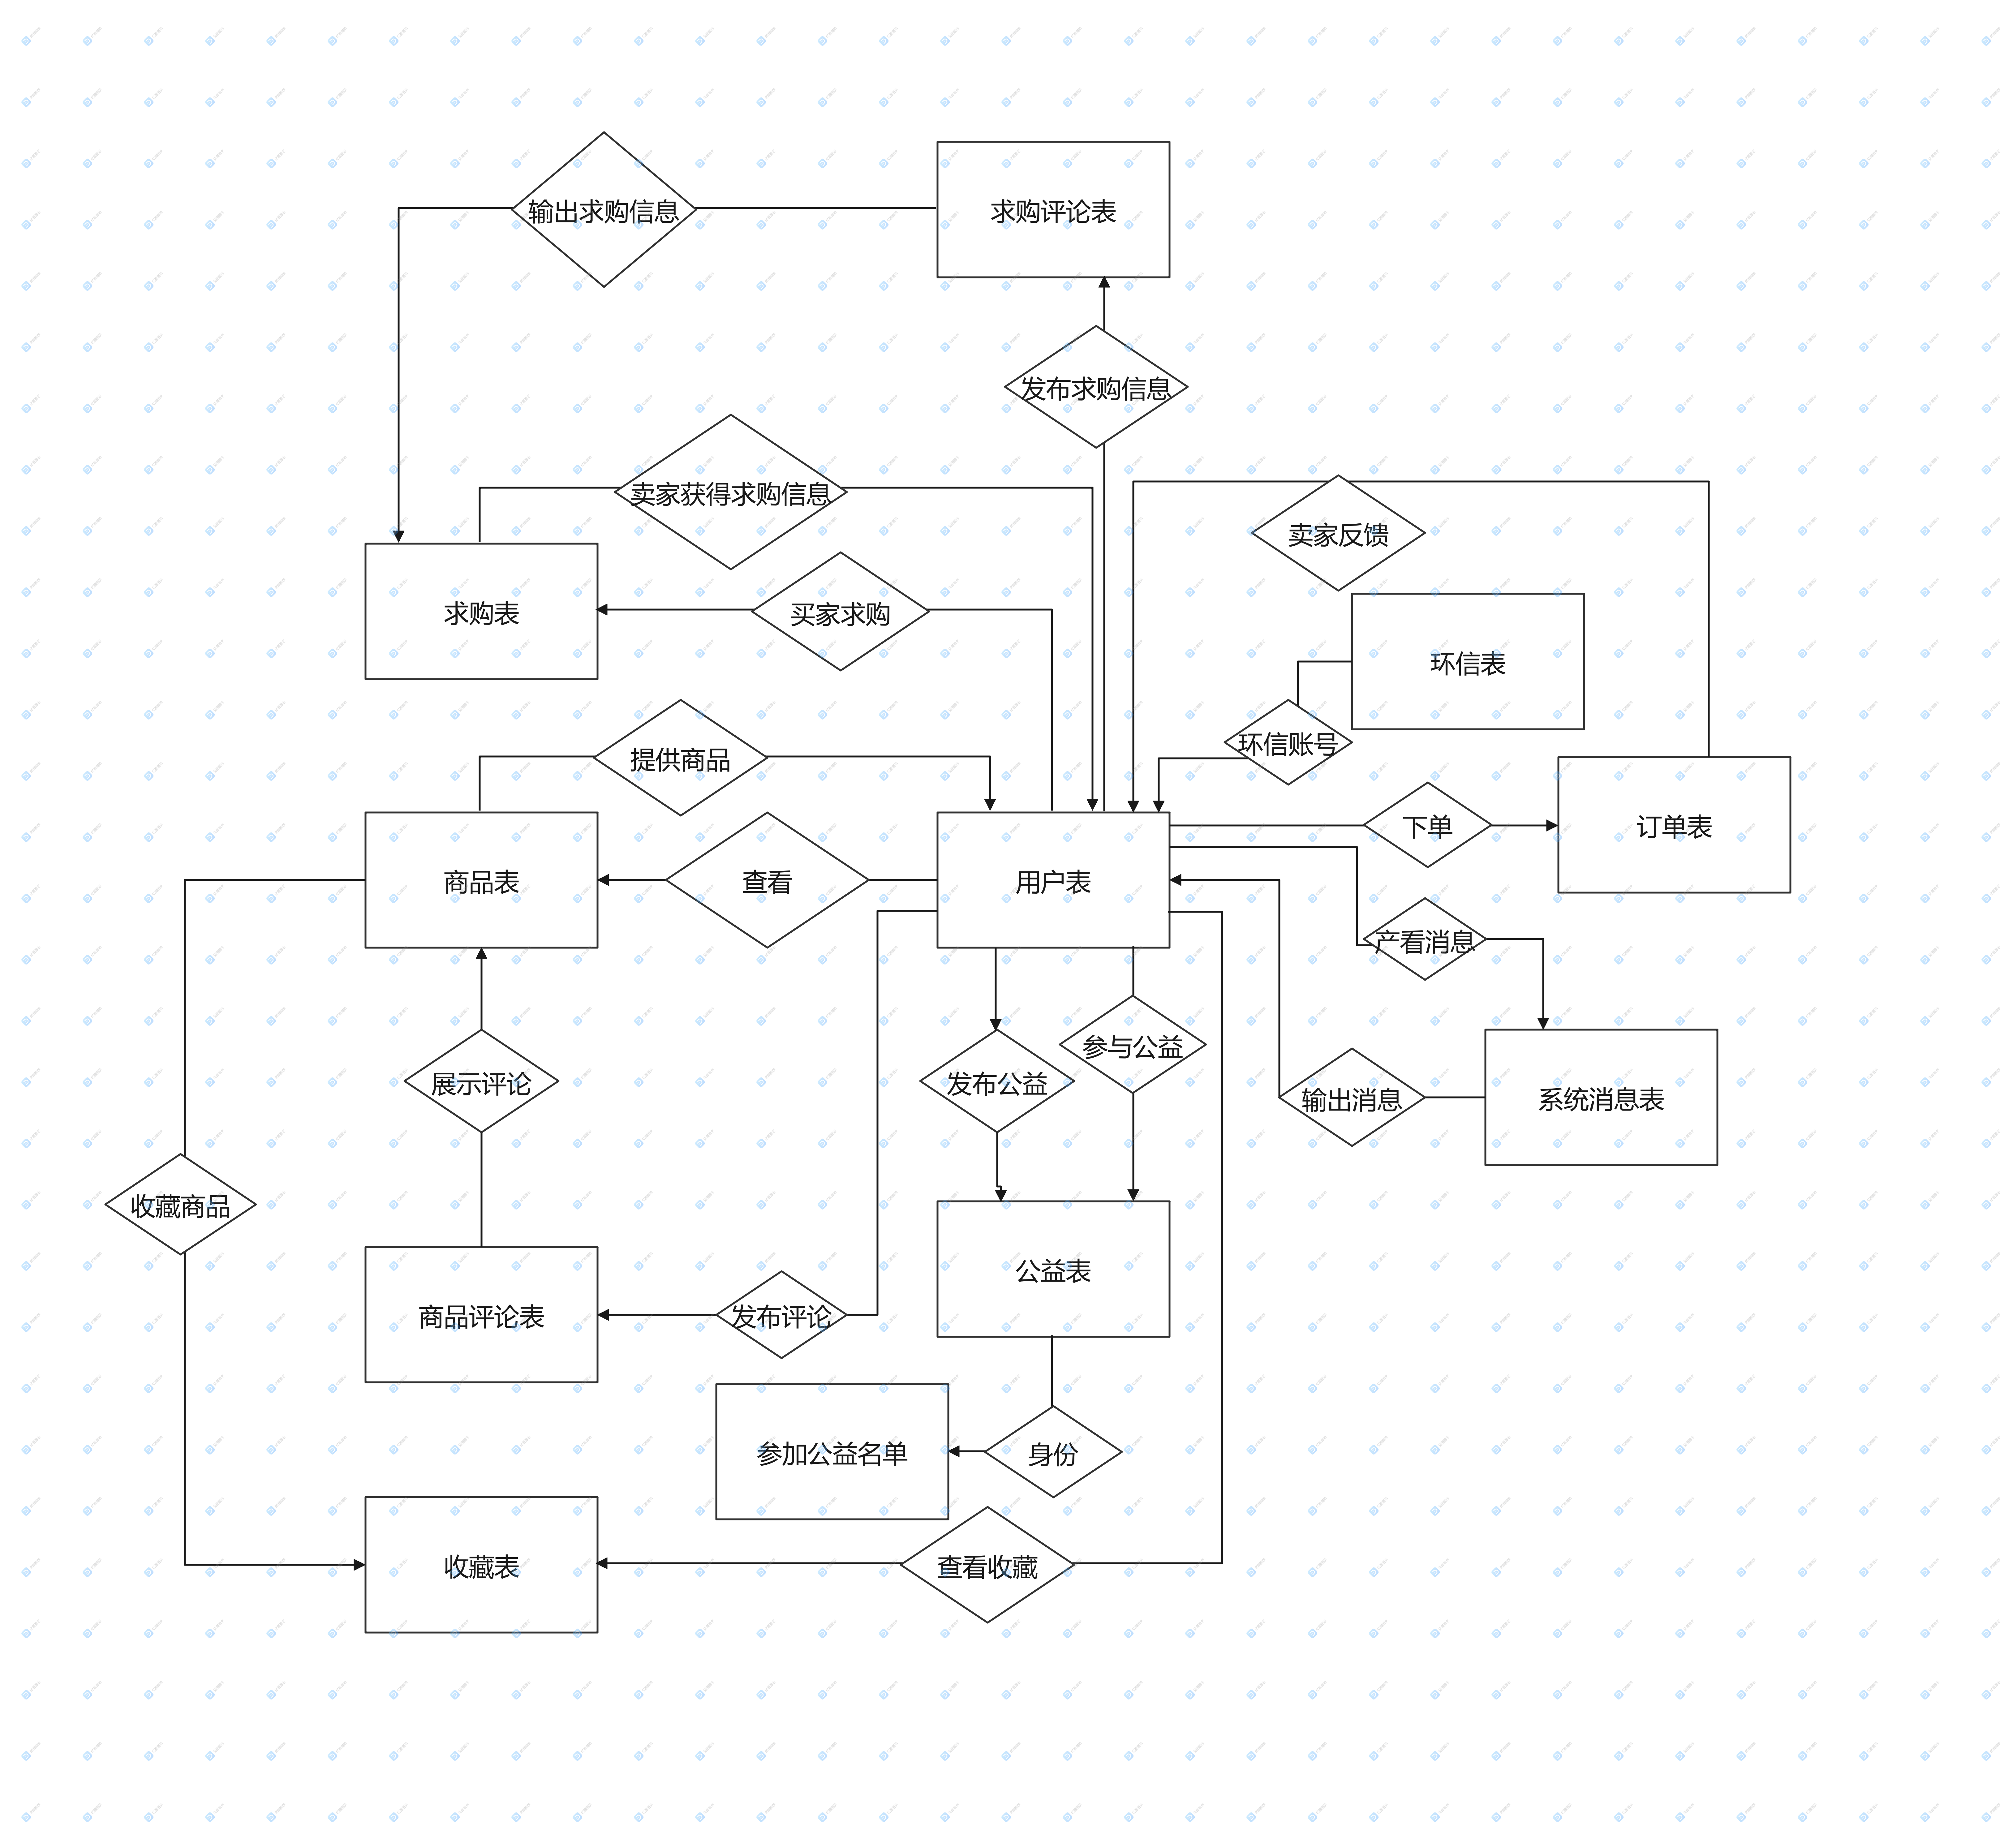 输出求购信息
求购评论表
发布求购信息
卖家获得求购信息
卖家反馈
求购表
买家求购
环信表
提供商品
环信账号
下单
订单表
商品表
查看
用户表
产看消息
展示评论
发布公益
参与公益
输出消息
系统消息表
收藏商品
公益表
商品评论表
发布评论
参加公益名单
身份
收藏表
查看收藏